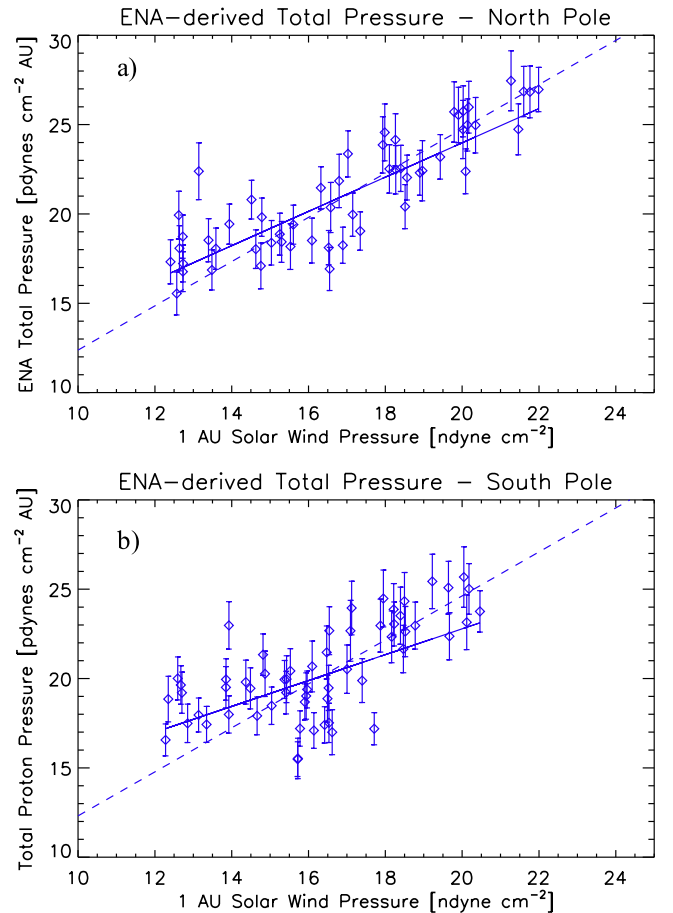 ENA-derived Total Pressure - North Pole
a)
30
25
20
15
10
ENA Total Pressure [pdynes cm⁻² AU]
10 12 14 16 18 20 22 24
1 AU Solar Wind Pressure [ndyne cm⁻²]
ENA-derived Total Pressure - South Pole
b)
30
25
20
15
10
Total Proton Pressure [pdynes cm⁻² AU]
10 12 14 16 18 20 22 24
1 AU Solar Wind Pressure [ndyne cm⁻²]